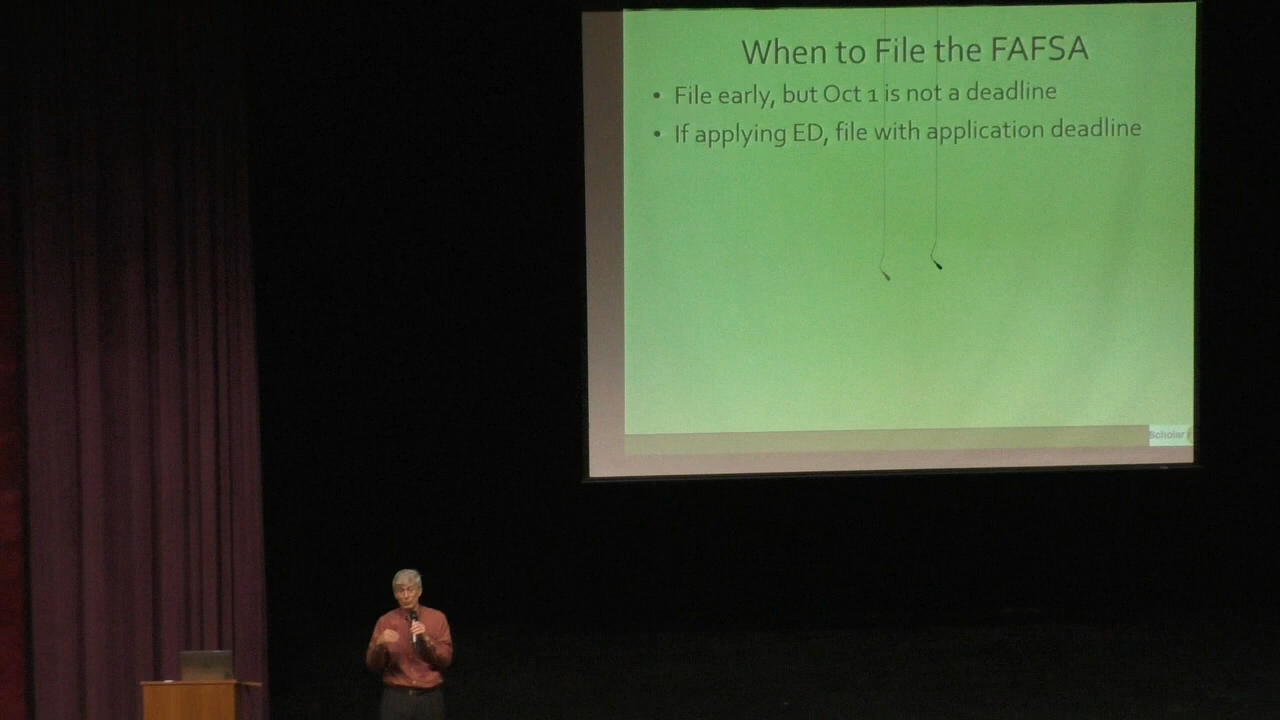 When to File the FAFSA
• File early, but Oct 1 is not a deadline
• If applying ED, file with application deadline
Scholar